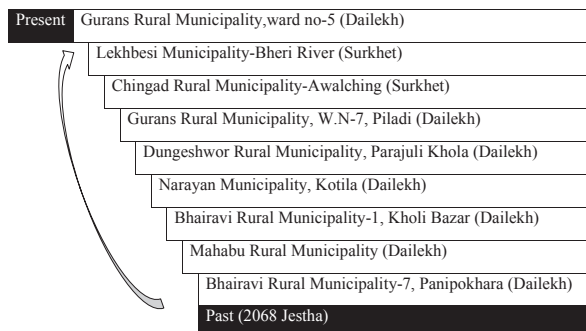 Present Gurans Rural Municipality,ward no-5 (Dailekh)
Lekhbesi Municipality-Bheri River (Surkhet)
Chingad Rural Municipality-Awalching (Surkhet)
Gurans Rural Municipality, W.N-7, Piladi (Dailekh)
Dungeshwor Rural Municipality, Parajuli Khola (Dailekh)
Narayan Municipality, Kotila (Dailekh)
Bhairavi Rural Municipality-1, Kholi Bazar (Dailekh)
Mahabu Rural Municipality (Dailekh)
Bhairavi Rural Municipality-7, Panipokhara (Dailekh)
Past (2068 Jestha)